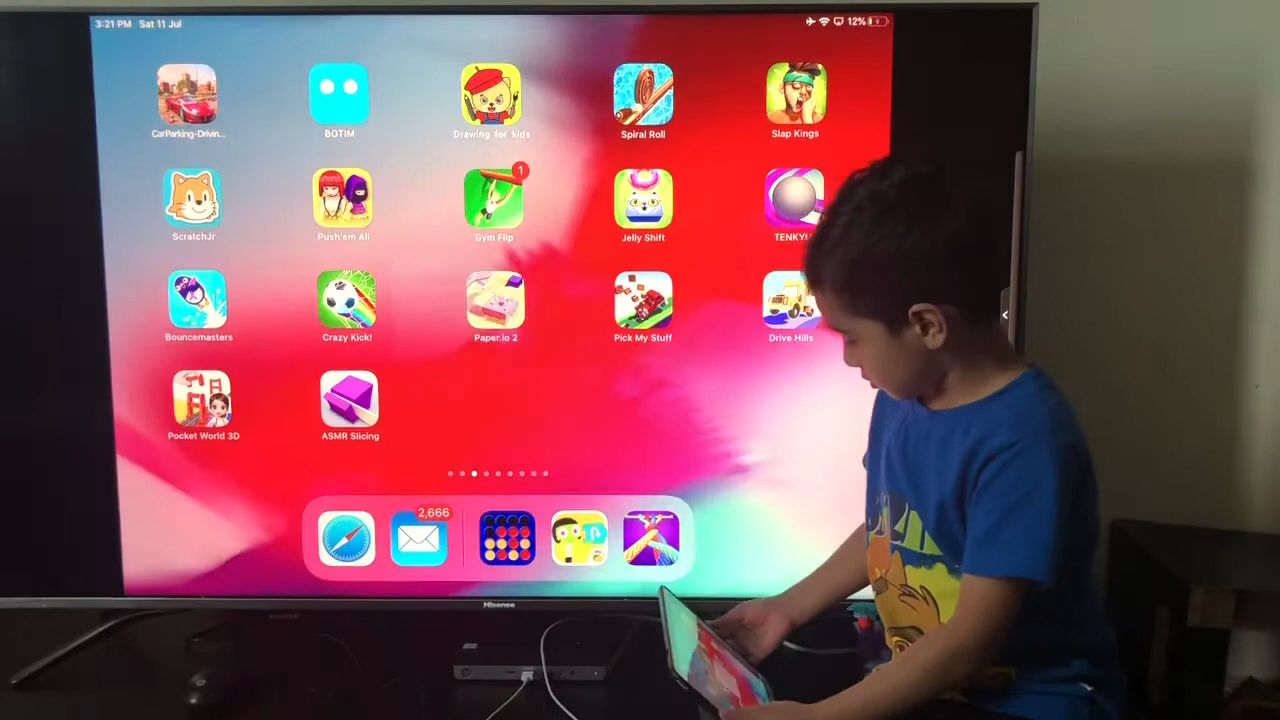 3:21 PM Sat 11 Jul
12%
CarParking-Drivin...
BOTIM
Drawing for kids
Spiral Roll
Slap Kings
ScratchJr
Push'em All
1
Gym Flip
Jelly Shift
TENKYU
Bouncemasters
Crazy Kick!
Paper.io 2
Pick My Stuff
Drive Hills
Pocket World 3D
ASMR Slicing
2,666
Hisense